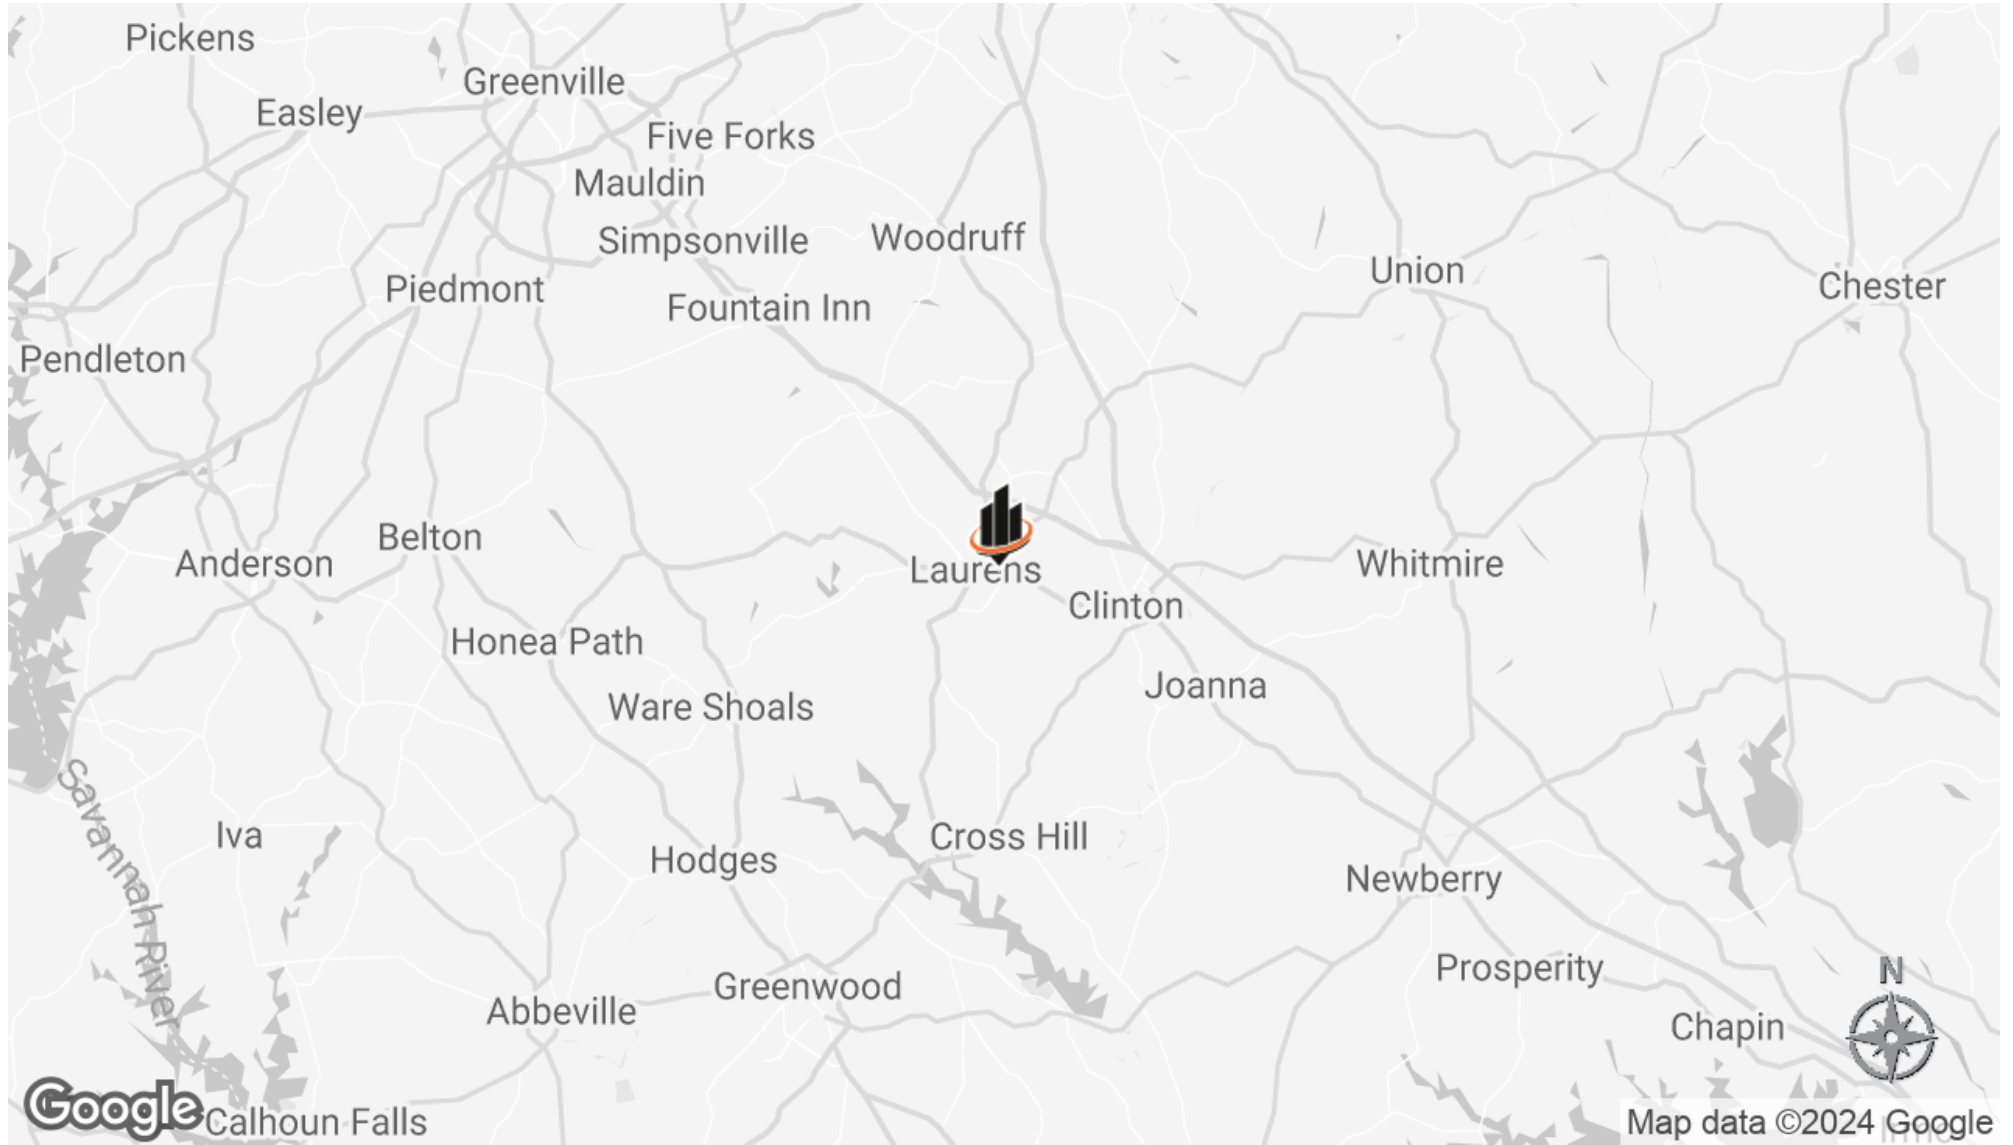 Pickens
Greenville
Easley
Five Forks
Mauldin
Simpsonville
Woodruff
Union
Chester
Piedmont
Fountain Inn
Pendleton
Belton
Anderson
Laurens
Whitmire
Clinton
Honea Path
Joanna
Ware Shoals
Savannah River
Iva
Cross Hill
Hodges
Newberry
Prosperity
N
Greenwood
Abbeville
Chapin
Google
Calhoun Falls
Map data ©2024 Google